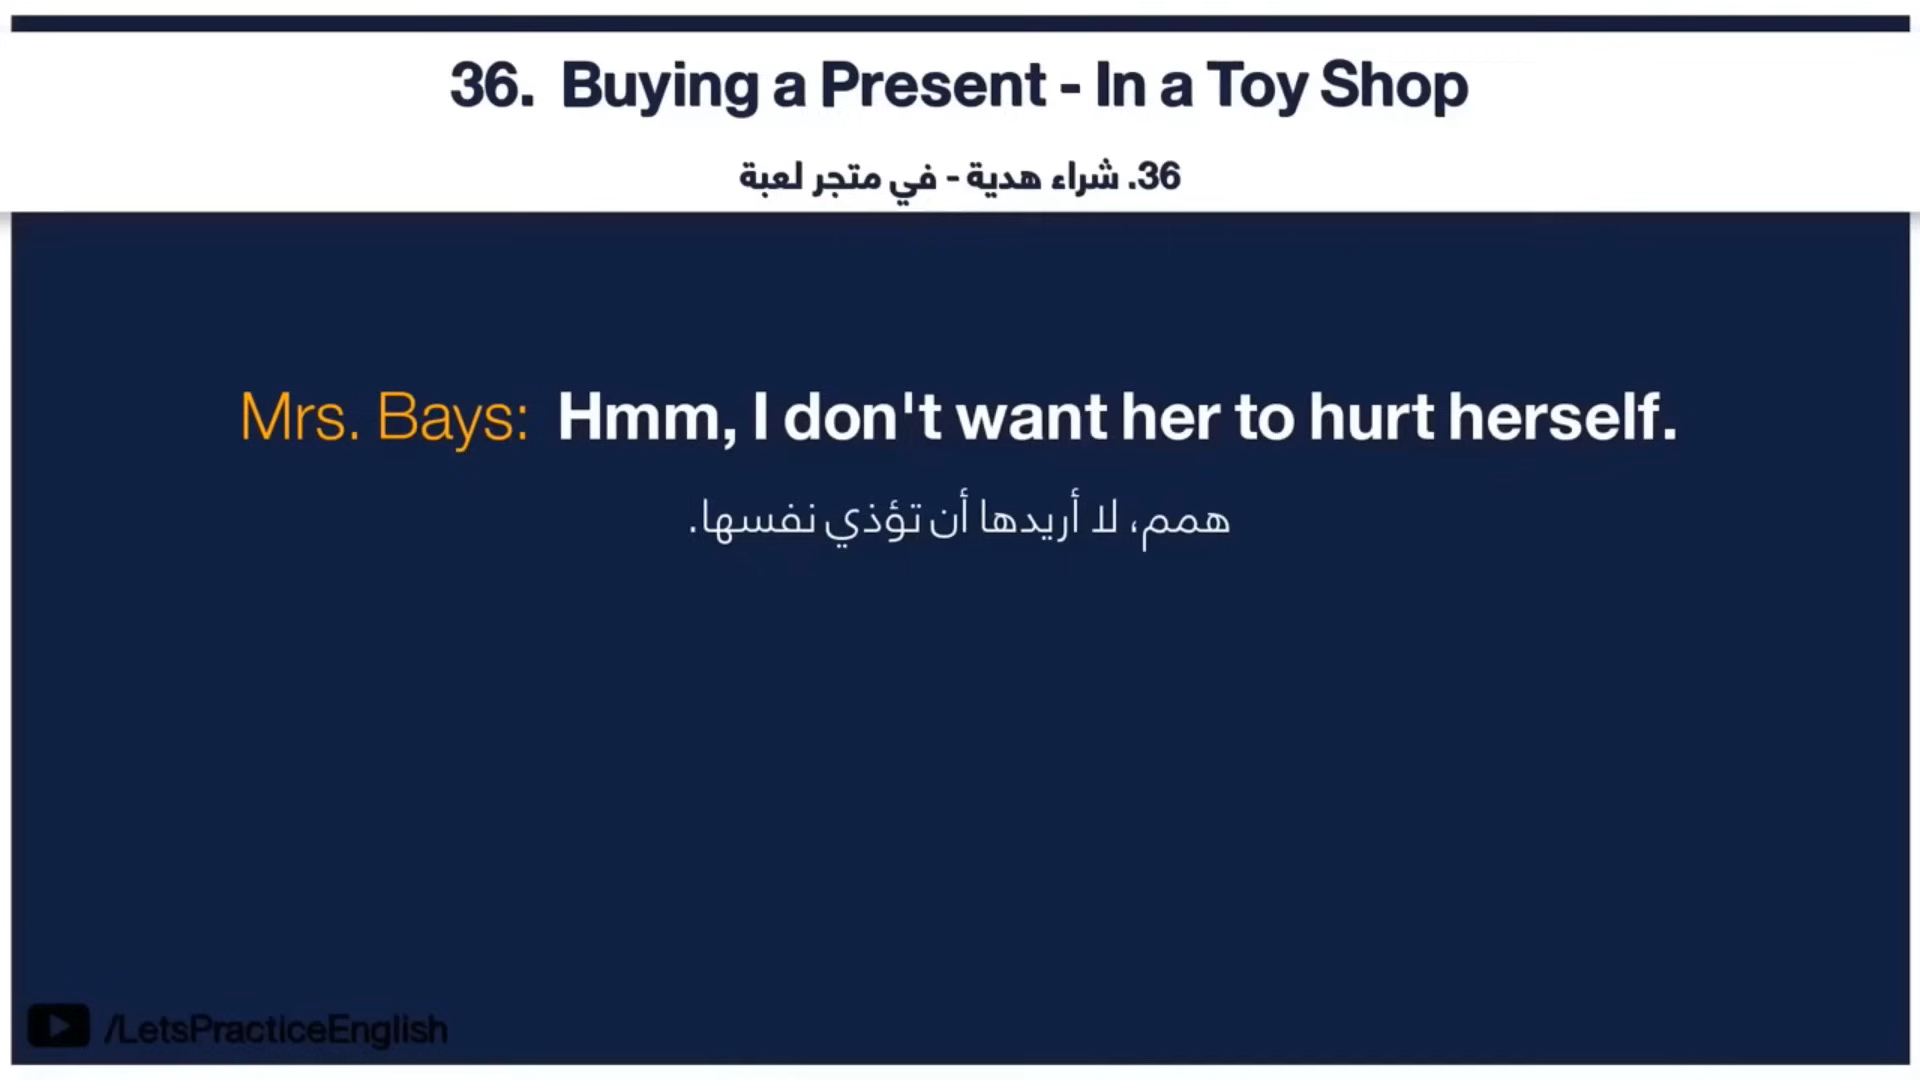 36. Buying a Present - In a Toy Shop
36. شراء هدية - في متجر لعبة
Mrs. Bays: Hmm, I don't want her to hurt herself.
همم، لا أريدها أن تؤذي نفسها.
/LetsPracticeEnglish